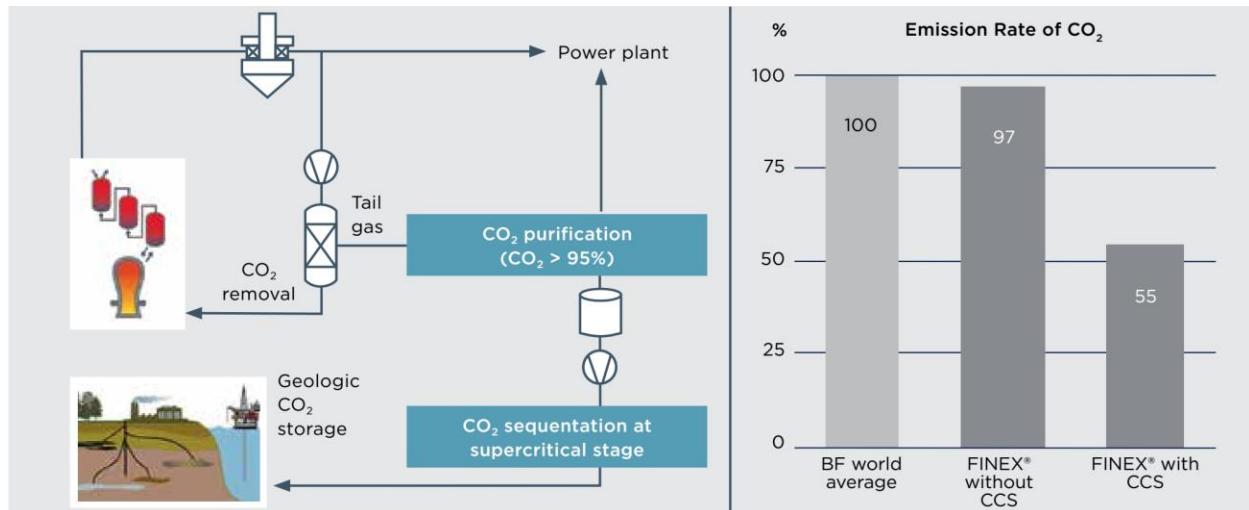 Power plant
Tail
gas
CO₂ purification
(CO₂ > 95%)
CO₂
removal
Geologic
CO₂
storage
CO₂ sequentation at
supercritical stage
%
Emission Rate of CO₂
100
75
50
25
0
100
97
55
BF world
average
FINEX® without
CCS
FINEX® with
CCS